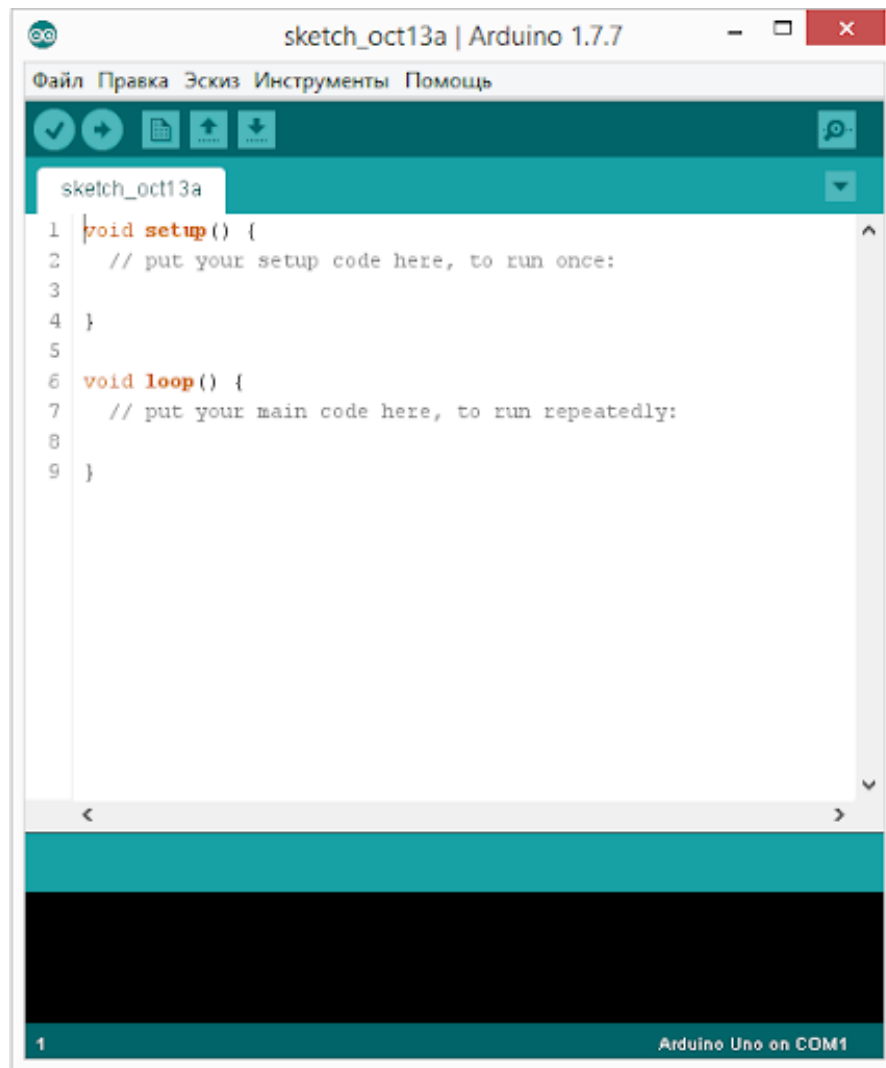 sketch_oct13a | Arduino 1.7.7
Файл Правка Эскиз Инструменты Помощь
sketch_oct13a
1 void setup() {
2   // put your setup code here, to run once:
3
4 }
5
6 void loop() {
7   // put your main code here, to run repeatedly:
8
9 }
1 Arduino Uno on COM1